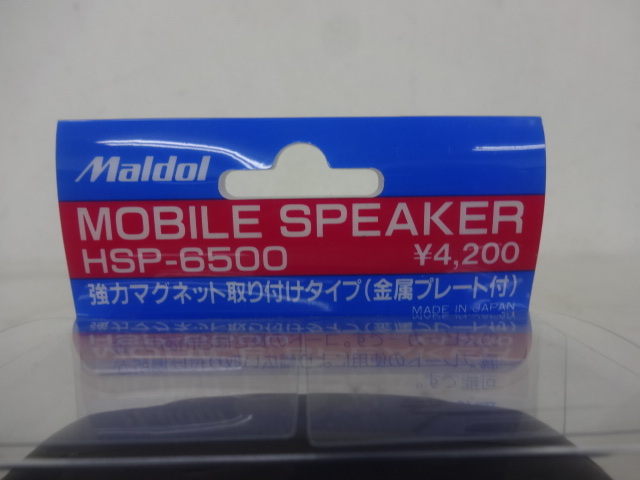 Maldol
MOBILE SPEAKER
HSP-6500 ¥4,200
強力マグネット取り付けタイプ(金属プレート付)
MADE IN JAPAN